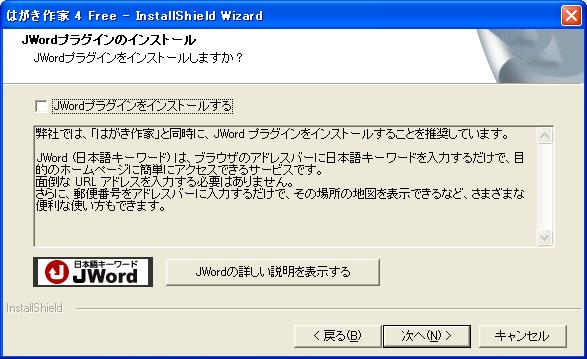 はがき作家 4 Free - InstallShield Wizard
JWordプラグインのインストール
JWordプラグインをインストールしますか？
JWordプラグインをインストールする
弊社では、「はがき作家」と同時に、JWord プラグインをインストールすることを推奨しています。
JWord (日本語キーワード) は、ブラウザのアドレスバーに日本語キーワードを入力するだけで、目
的のホームページに簡単にアクセスできるサービスです。
面倒な URL アドレスを入力する必要はありません。
さらに、郵便番号をアドレスバーに入力するだけで、その場所の地図を表示できるなど、さまざまな
便利な使い方もできます。
日本語キーワード
JWord
JWordの詳しい説明を表示する
InstallShield
< 戻る(B)
次へ(N) >
キャンセル